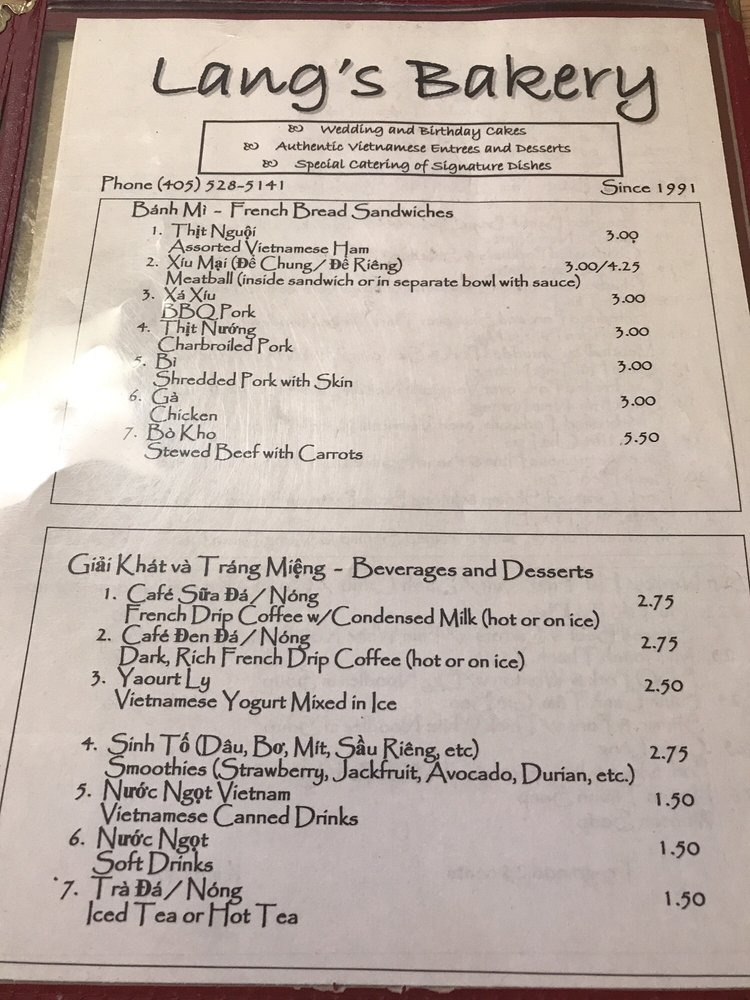 Lang's Bakery
Wedding and Birthday Cakes
Authentic Vietnamese Entrees and Desserts
Special Catering of Signature Dishes
Phone (405) 528-5141 Since 1991
Bánh Mì - French Bread Sandwiches
1. Thịt Nguội 3.00
Assorted Vietnamese Ham
2. Xíu Mại (Để Chung / Để Riêng) 3.00/4.25
Meatball (inside sandwich or in separate bowl with sauce)
3. Xá Xíu 3.00
BBQ Pork
4. Thịt Nướng 3.00
Charbroiled Pork
5. Bì 3.00
Shredded Pork with Skin
6. Gà 3.00
Chicken
7. Bò Kho 5.50
Stewed Beef with Carrots
Giải Khát và Tráng Miệng - Beverages and Desserts
1. Café Sữa Đá / Nóng 2.75
French Drip Coffee w/Condensed Milk (hot or on ice)
2. Café Đen Đá / Nóng 2.75
Dark, Rich French Drip Coffee (hot or on ice)
3. Yaourt Ly 2.50
Vietnamese Yogurt Mixed in Ice
4. Sinh Tố (Dâu, Bơ, Mít, Sầu Riêng, etc) 2.75
Smoothies (Strawberry, Jackfruit, Avocado, Durian, etc.)
5. Nước Ngọt Vietnam 1.50
Vietnamese Canned Drinks
6. Nước Ngọt 1.50
Soft Drinks
7. Trà Đá / Nóng 1.50
Iced Tea or Hot Tea